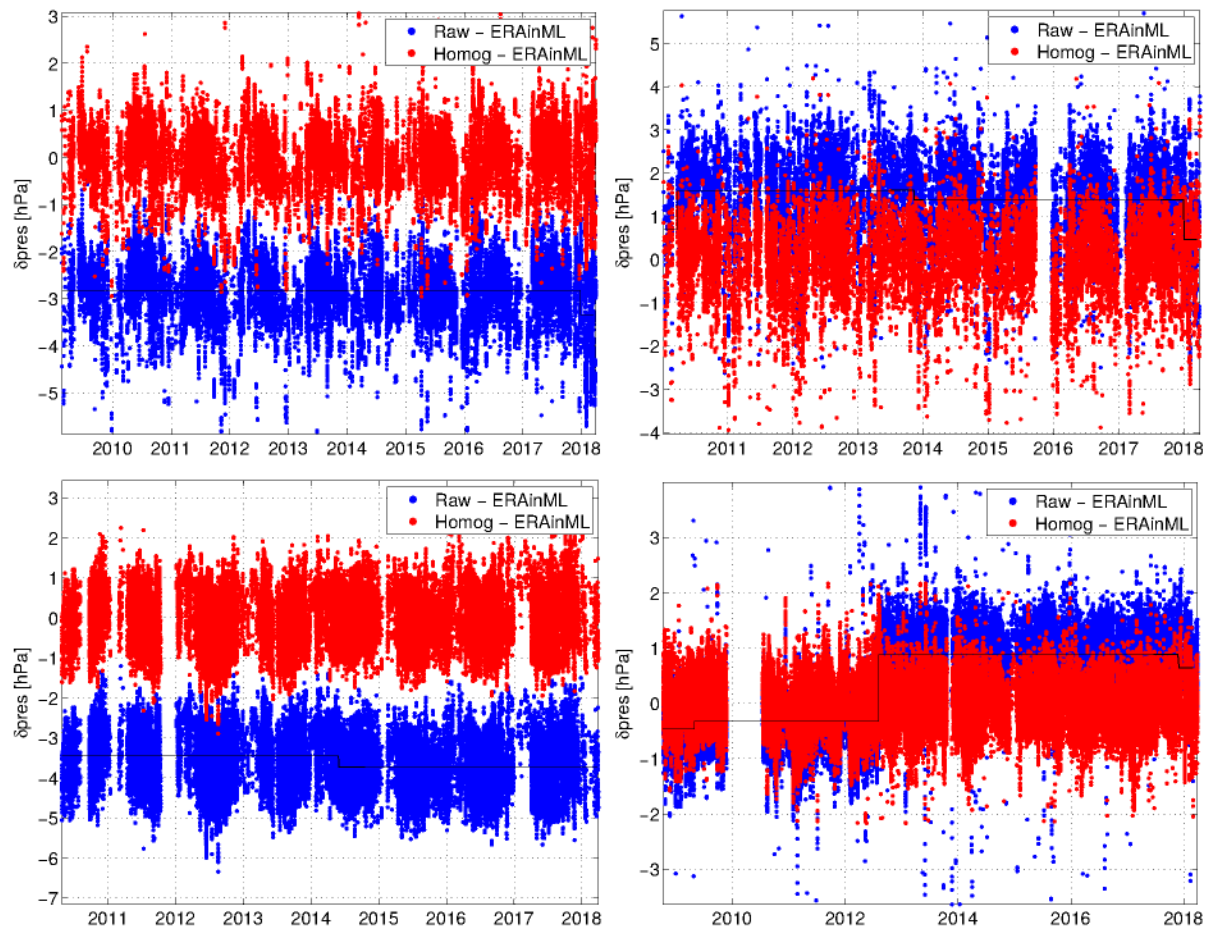 3
2
1
0
−1
−2
−3
−4
−5
δpres [hPa]
Raw − ERAinML
Homog − ERAinML
2010 2011 2012 2013 2014 2015 2016 2017 2018
5
4
3
2
1
0
−1
−2
−3
−4
δpres [hPa]
Raw − ERAinML
Homog − ERAinML
2011 2012 2013 2014 2015 2016 2017 2018
3
2
1
0
−1
−2
−3
−4
−5
−6
−7
δpres [hPa]
Raw − ERAinML
Homog − ERAinML
2011 2012 2013 2014 2015 2016 2017 2018
3
2
1
0
−1
−2
−3
δpres [hPa]
Raw − ERAinML
Homog − ERAinML
2010 2012 2014 2016 2018